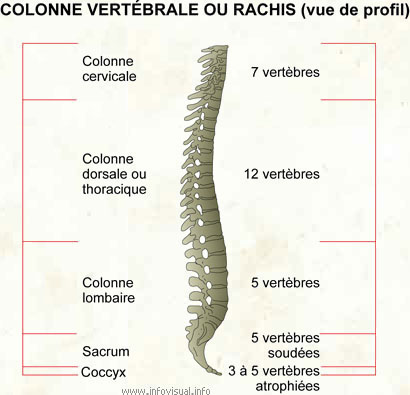 COLONNE VERTÉBRALE OU RACHIS (vue de profil)
Colonne
cervicale
7 vertèbres
Colonne
dorsale ou
thoracique
12 vertèbres
Colonne
lombaire
5 vertèbres
Sacrum
5 vertèbres
soudées
Coccyx
3 à 5 vertèbres
atrophiées
www.infovisual.info